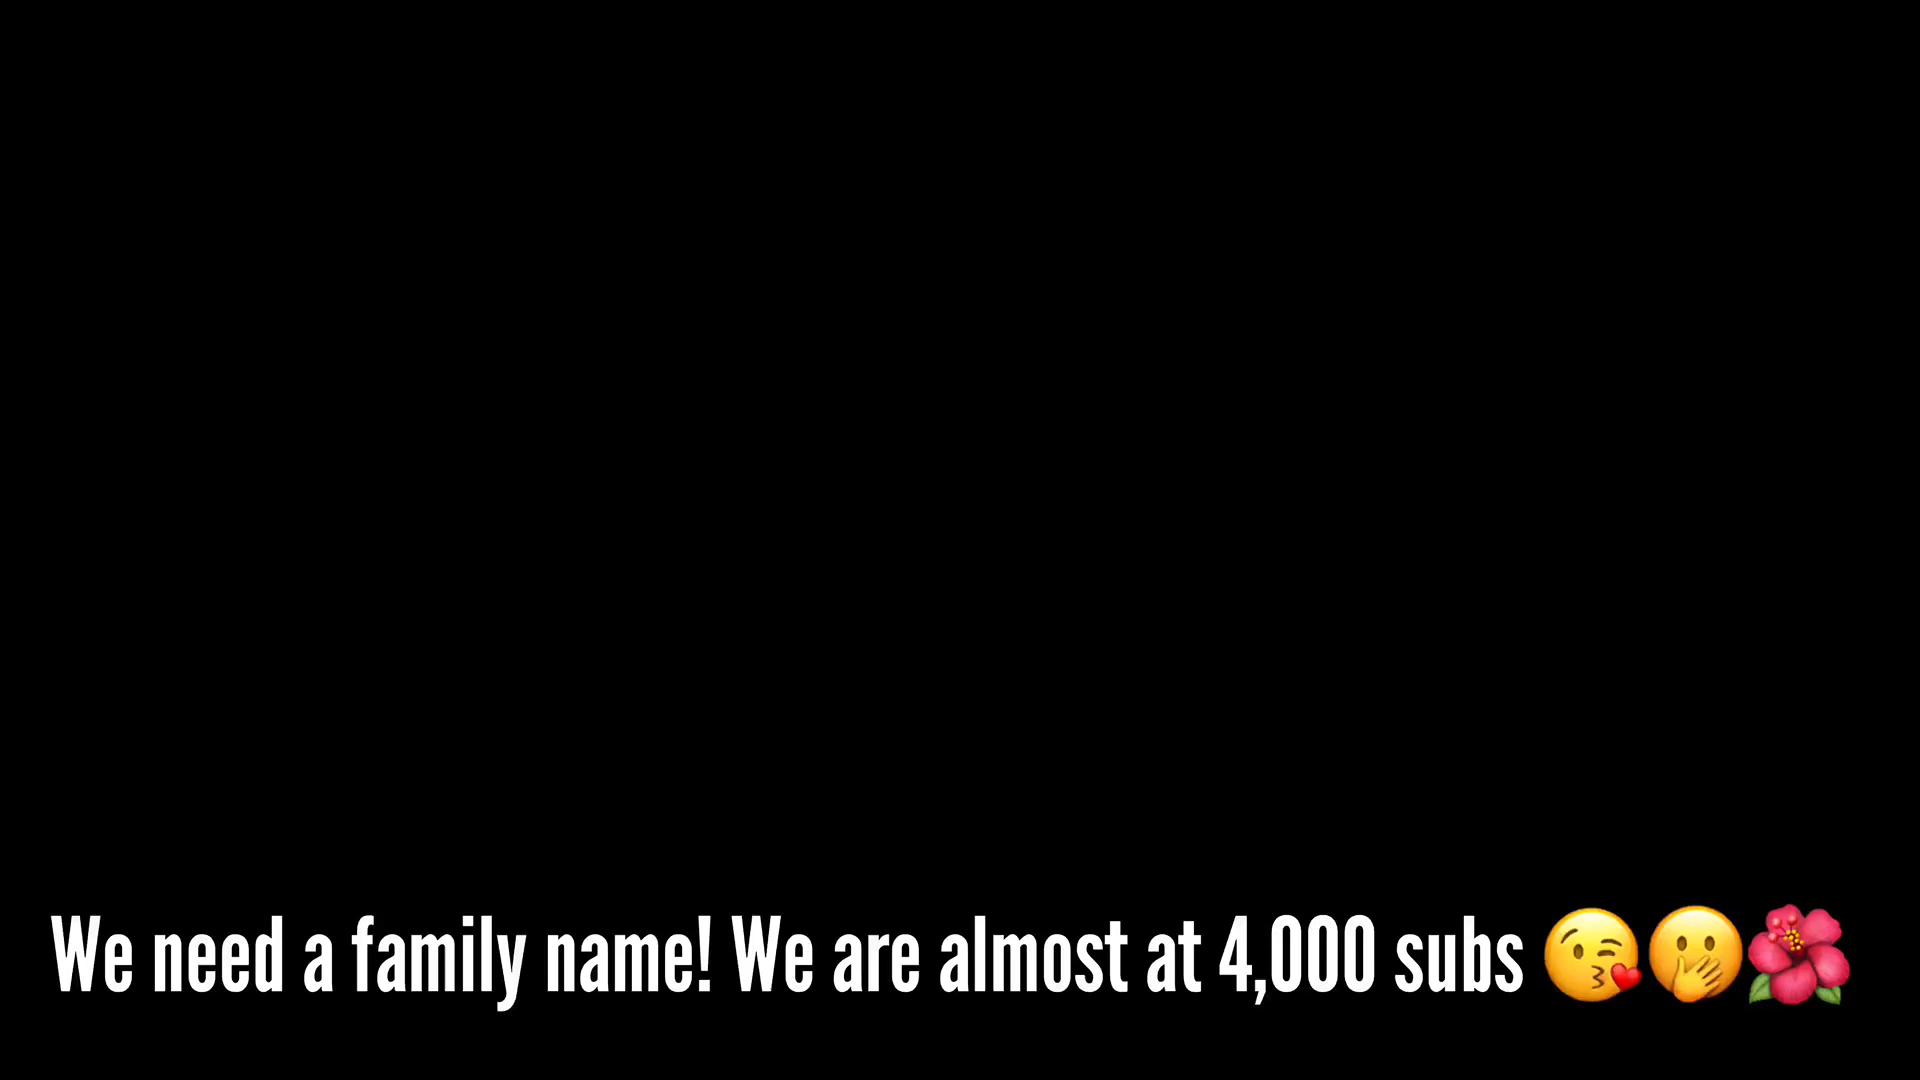 We need a family name! We are almost at 4,000 subs 😘🤭🌺